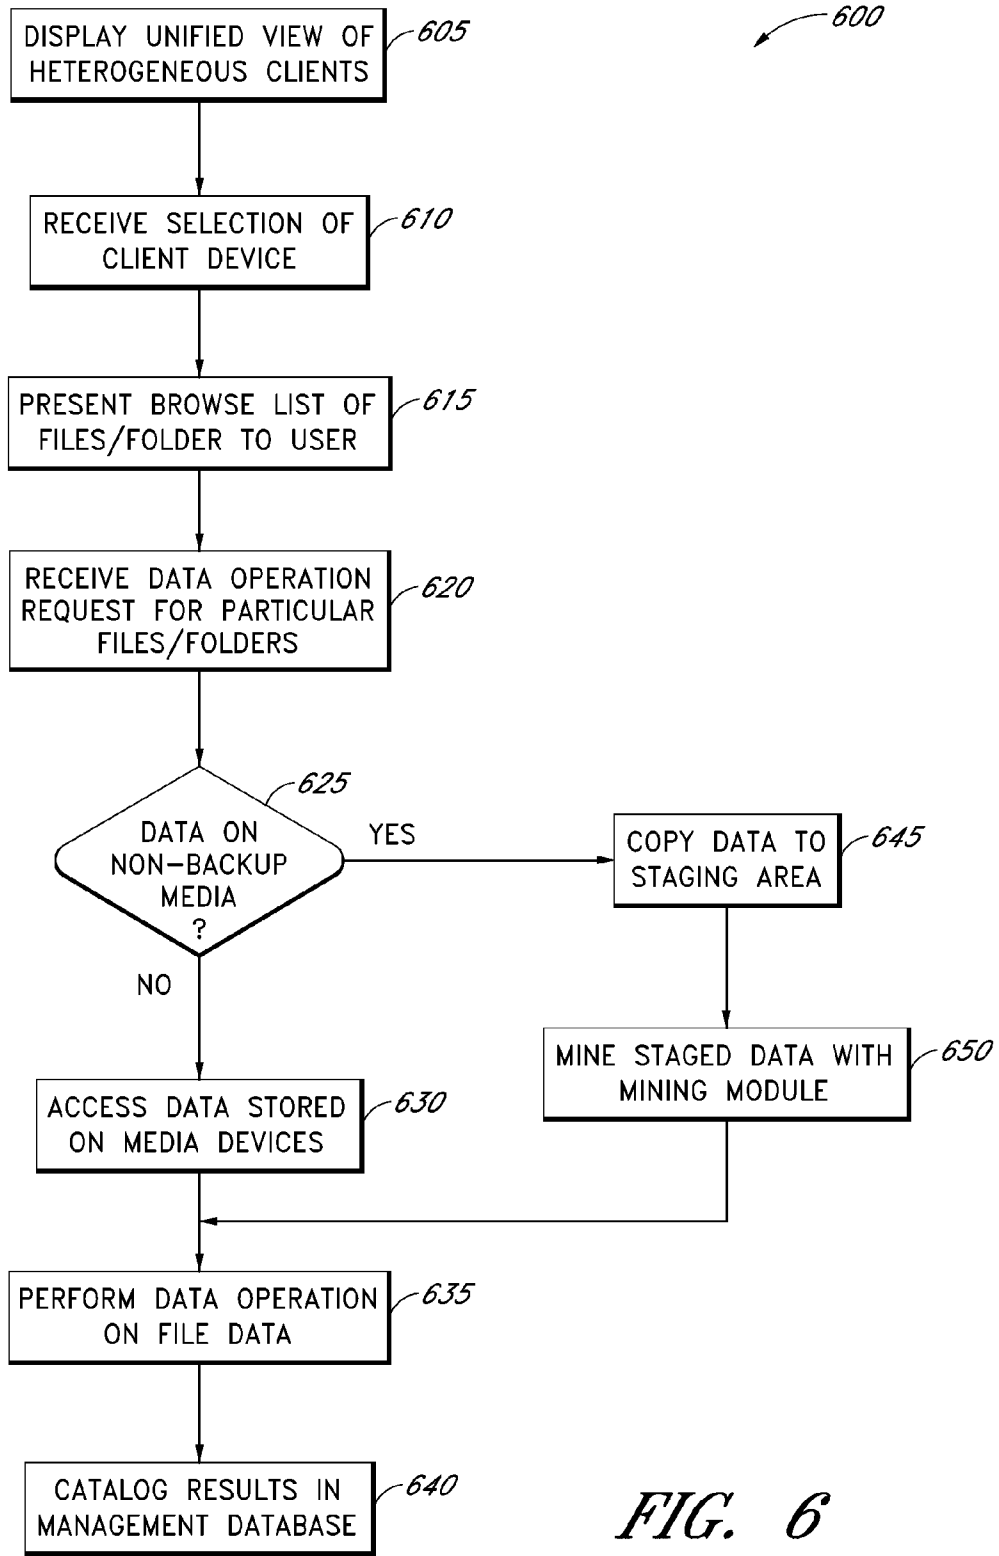 600
DISPLAY UNIFIED VIEW OF
HETEROGENEOUS CLIENTS
605
RECEIVE SELECTION OF
CLIENT DEVICE
610
PRESENT BROWSE LIST OF
FILES/FOLDER TO USER
615
RECEIVE DATA OPERATION
REQUEST FOR PARTICULAR
FILES/FOLDERS
620
DATA ON
NON-BACKUP
MEDIA
?
625
YES
NO
COPY DATA TO
STAGING AREA
645
MINE STAGED DATA WITH
MINING MODULE
650
ACCESS DATA STORED
ON MEDIA DEVICES
630
PERFORM DATA OPERATION
ON FILE DATA
635
CATALOG RESULTS IN
MANAGEMENT DATABASE
640
FIG. 6